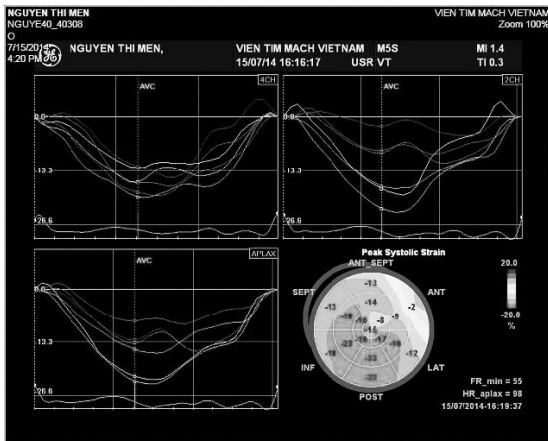 NGUYEN THI MEN
VIEN TIM MACH VIETNAM
NGUYE40_40308
Zoom 100%
O
7/15/2014
4:20 PM
NGUYEN THI MEN,
VIEN TIM MACH VIETNAM
M5S
MI 1.4
15/07/14 16:16:17
USR VT
TI 0.3
4CH
AVC
0.0
-13.3
-26.6
2CH
AVC
0.0
-13.3
-26.6
APLAX
AVC
0.0
-13.3
-26.6
Peak Systolic Strain
ANT_SEPT
SEPT
ANT
INF
LAT
POST
-13
-14
-13
-2
-9
-8
-15
-17
-23
-12
-22
20.0
-20.0
%
FR_min = 55
HR_aplax = 98
15/07/2014-16:19:37